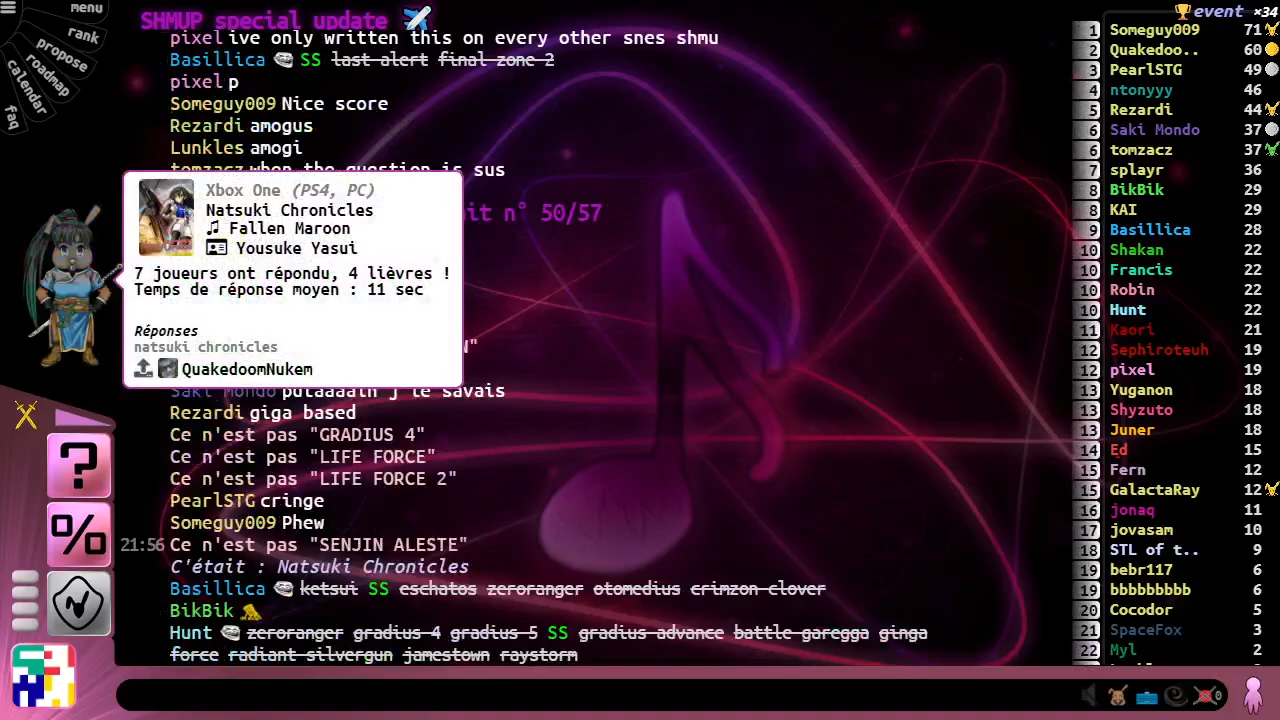 menu
rank
propose
roadmap
calendar
faq
SHMUP special update
pixel ive only written this on every other snes shmu
Basillica SS last alert final zone 2
pixel p
Someguy009 Nice score
Rezardi amogus
Lunkles amogi
tomzacz when the question is sus
ait n° 50/57
Xbox One (PS4, PC)
Natsuki Chronicles
Fallen Maroon
Yousuke Yasui
7 joueurs ont répondu, 4 lièvres !
Temps de réponse moyen : 11 sec
Réponses
natsuki chronicles
QuakedoomNukem
N"
Saki Mondo putaaaain j le savais
Rezardi giga based
Ce n'est pas "GRADIUS 4"
Ce n'est pas "LIFE FORCE"
Ce n'est pas "LIFE FORCE 2"
PearlSTG cringe
Someguy009 Phew
21:56 Ce n'est pas "SENJIN ALESTE"
C'était : Natsuki Chronicles
Basillica ketsui SS eschatos zeroranger otomedius crimzon clover
BikBik
Hunt zeroranger gradius 4 gradius 5 SS gradius advance battle garegga ginga
force radiant silvergun jamestown raystorm
?
%
0
event ×34
1 Someguy009 71
2 Quakedoo.. 60
3 PearlSTG 49
4 ntonyyy 46
5 Rezardi 44
6 Saki Mondo 37
6 tomzacz 37
7 splayr 36
8 BikBik 29
8 KAI 29
9 Basillica 28
10 Shakan 22
10 Francis 22
10 Robin 22
10 Hunt 22
11 Kaori 21
12 Sephiroteuh 19
12 pixel 19
13 Yuganon 18
13 Shyzuto 18
13 Juner 18
14 Ed 15
15 Fern 12
15 GalactaRay 12
16 jonaq 11
17 jovasam 10
18 STL of t.. 9
19 bebr117 6
19 bbbbbbbbb 6
20 Cocodor 5
21 SpaceFox 3
22 Myl 2